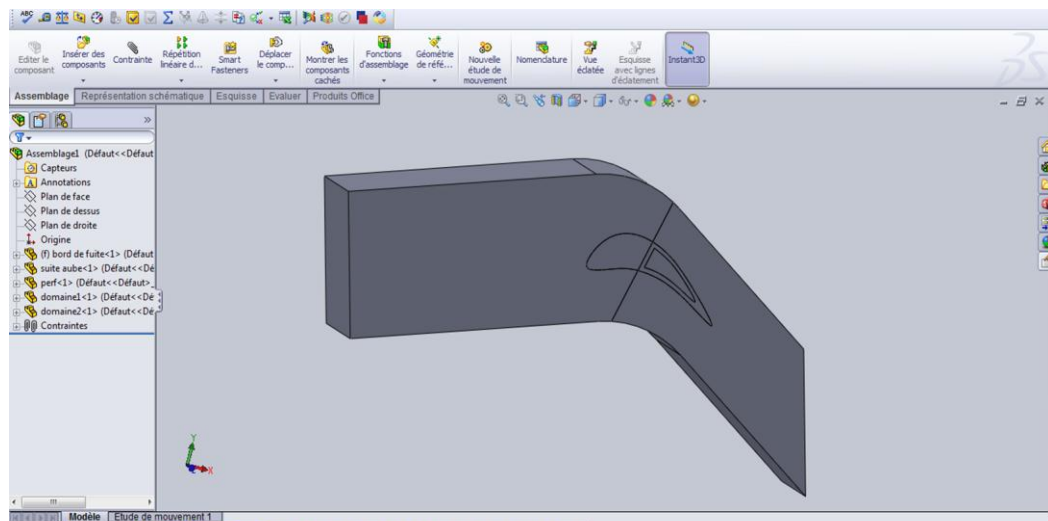 ABC
Editer le composant
Insérer des composants
Contrainte
Répétition linéaire d...
Smart Fasteners
Déplacer le comp...
Montrer les composants cachés
Fonctions d'assemblage
Géométrie de réfé...
Nouvelle étude de mouvement
Nomenclature
Vue éclatée
Esquisse avec lignes d'éclatement
Instant3D
Assemblage Représentation schématique Esquisse Evaluer Produits Office
Assemblage1 (Défaut<<Défaut
Capteurs
Annotations
Plan de face
Plan de dessus
Plan de droite
Origine
(f) bord de fuite<1> (Défaut
suite aube<1> (Défaut<<Dé
perf<1> (Défaut<<Défaut>_
domaine1<1> (Défaut<<Dé
domaine2<1> (Défaut<<Dé
Contraintes
Y
X
Modèle Etude de mouvement 1